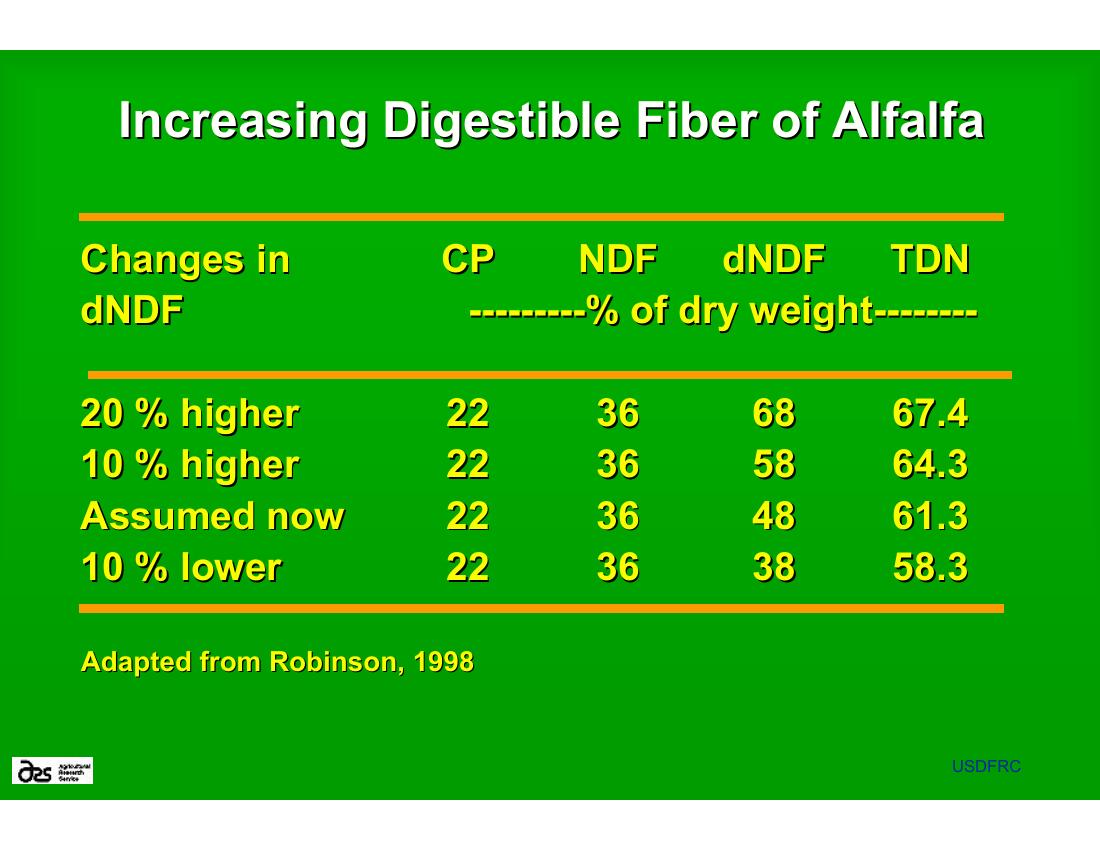 Increasing Digestible Fiber of Alfalfa
Changes in CP NDF dNDF TDN
dNDF ---------% of dry weight--------
20 % higher 22 36 68 67.4
10 % higher 22 36 58 64.3
Assumed now 22 36 48 61.3
10 % lower 22 36 38 58.3
Adapted from Robinson, 1998
ars Agricultural
Research
Service
USDFRC